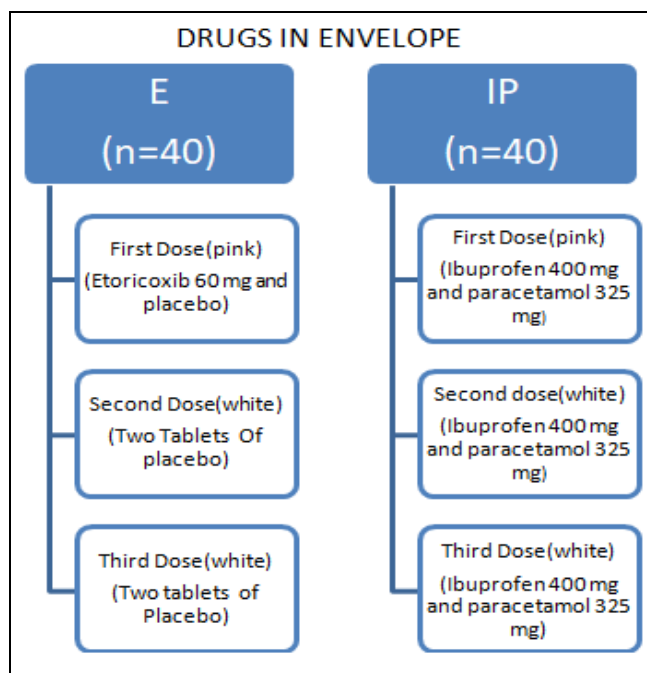 DRUGS IN ENVELOPE
E
(n=40)
First Dose(pink)
(Etoricoxib 60 mg and
placebo)
Second Dose(white)
(Two Tablets Of
placebo)
Third Dose(white)
(Two tablets of
Placebo)
IP
(n=40)
First Dose(pink)
(Ibuprofen 400 mg
and paracetamol 325
mg)
Second dose(white)
(Ibuprofen 400 mg
and paracetamol 325
mg)
Third Dose(white)
(Ibuprofen 400 mg
and paracetamol 325
mg)